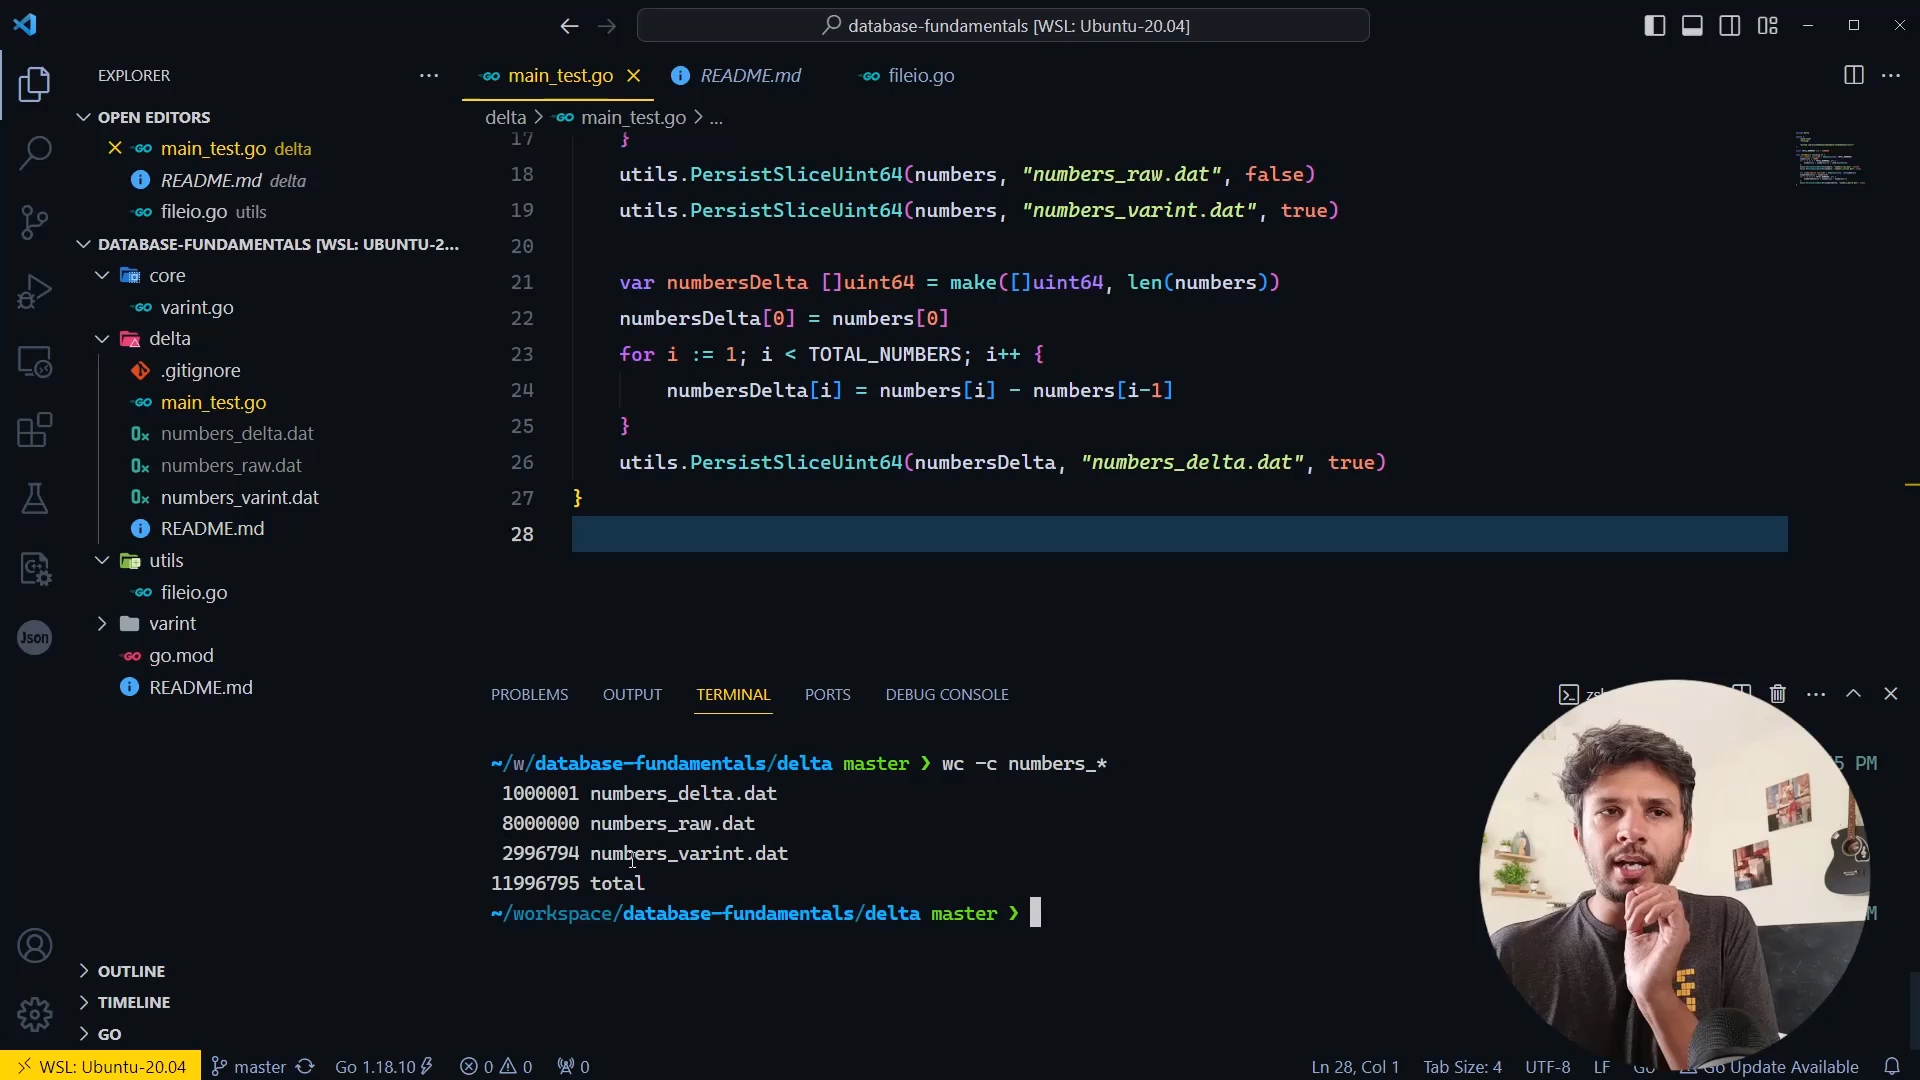 database-fundamentals [WSL: Ubuntu-20.04]
EXPLORER
OPEN EDITORS
main_test.go delta
README.md delta
fileio.go utils
DATABASE-FUNDAMENTALS [WSL: UBUNTU-2...
core
varint.go
delta
.gitignore
main_test.go
numbers_delta.dat
numbers_raw.dat
numbers_varint.dat
README.md
utils
fileio.go
varint
go.mod
README.md
Json
OUTLINE
TIMELINE
GO
main_test.go README.md fileio.go
delta > main_test.go > ...
17 }
18 utils.PersistSliceUint64(numbers, "numbers_raw.dat", false)
19 utils.PersistSliceUint64(numbers, "numbers_varint.dat", true)
20
21 var numbersDelta []uint64 = make([]uint64, len(numbers))
22 numbersDelta[0] = numbers[0]
23 for i := 1; i < TOTAL_NUMBERS; i++ {
24 numbersDelta[i] = numbers[i] - numbers[i-1]
25 }
26 utils.PersistSliceUint64(numbersDelta, "numbers_delta.dat", true)
27 }
28
PROBLEMS OUTPUT TERMINAL PORTS DEBUG CONSOLE
~/w/database-fundamentals/delta master ❯ wc -c numbers_* 5 PM
1000001 numbers_delta.dat
8000000 numbers_raw.dat
2996794 numbers_varint.dat
11996795 total
~/workspace/database-fundamentals/delta master ❯
WSL: Ubuntu-20.04 master Go 1.18.10 0 0 0 Ln 28, Col 1 Tab Size: 4 UTF-8 LF Go Update Available